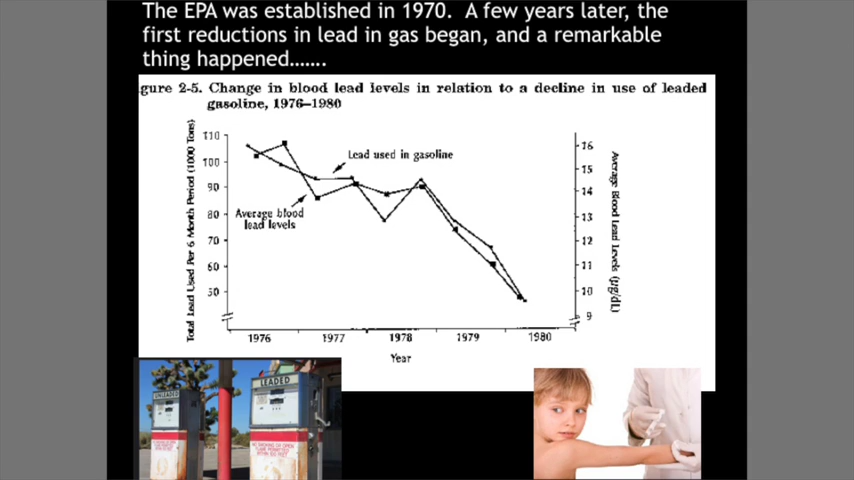 The EPA was established in 1970.  A few years later, the
first reductions in lead in gas began, and a remarkable
thing happened…….
gure 2-5. Change in blood lead levels in relation to a decline in use of leaded
gasoline, 1976–1980
Total Lead Used Per 6 Month Period (1000 Tons)
110
100
90
80
70
60
50
Lead used in gasoline
Average blood
lead levels
16
15
14
13
12
11
10
9
Average Blood Lead Levels (µg/dL)
1976 1977 1978 1979 1980
Year
UNLEADED
LEADED